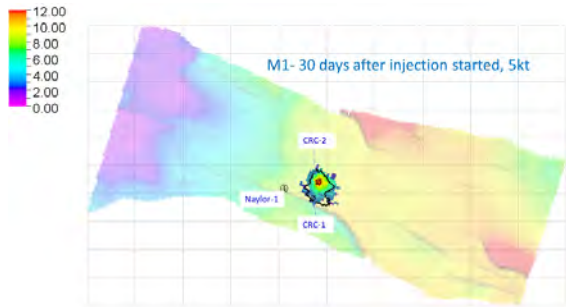 12.00
10.00
8.00
6.00
4.00
2.00
0.00
M1- 30 days after injection started, 5kt
CRC-2
Naylor-1
CRC-1